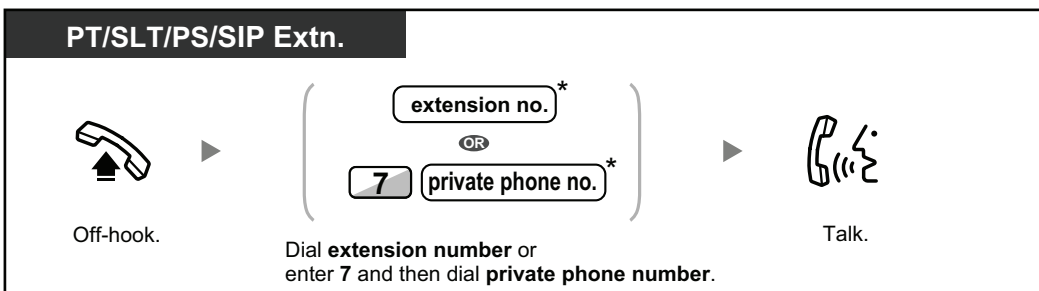 PT/SLT/PS/SIP Extn.
extension no.*
OR
7 private phone no.*
Off-hook.
Dial extension number or
enter 7 and then dial private phone number.
Talk.